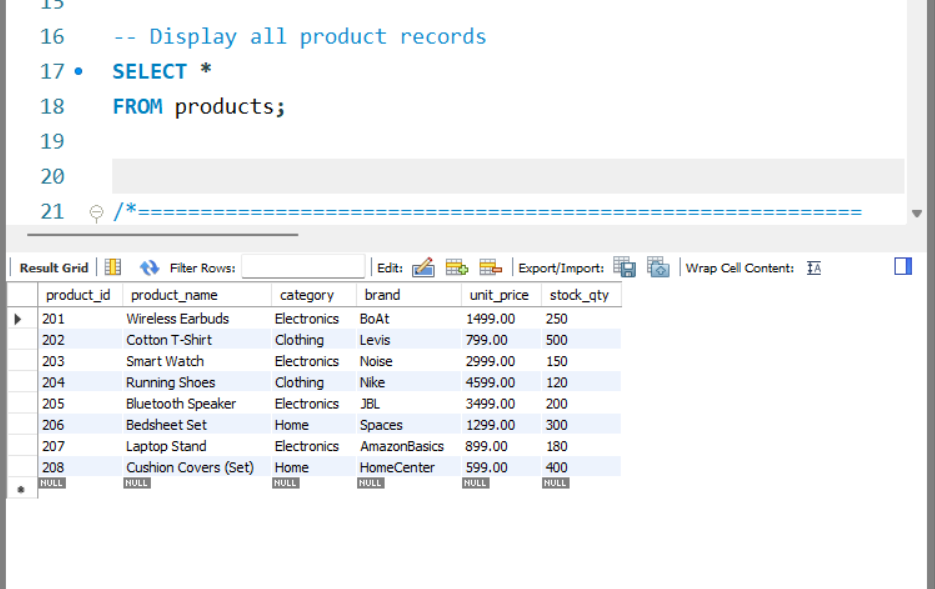 15
16 -- Display all product records
17 SELECT *
18 FROM products;
19
20
21 /*==========================================================
Result Grid Filter Rows: Edit: Export/Import: Wrap Cell Content: IA
product_id product_name category brand unit_price stock_qty
201 Wireless Earbuds Electronics BoAt 1499.00 250
202 Cotton T-Shirt Clothing Levis 799.00 500
203 Smart Watch Electronics Noise 2999.00 150
204 Running Shoes Clothing Nike 4599.00 120
205 Bluetooth Speaker Electronics JBL 3499.00 200
206 Bedsheet Set Home Spaces 1299.00 300
207 Laptop Stand Electronics AmazonBasics 899.00 180
208 Cushion Covers (Set) Home HomeCenter 599.00 400
NULL NULL NULL NULL NULL NULL